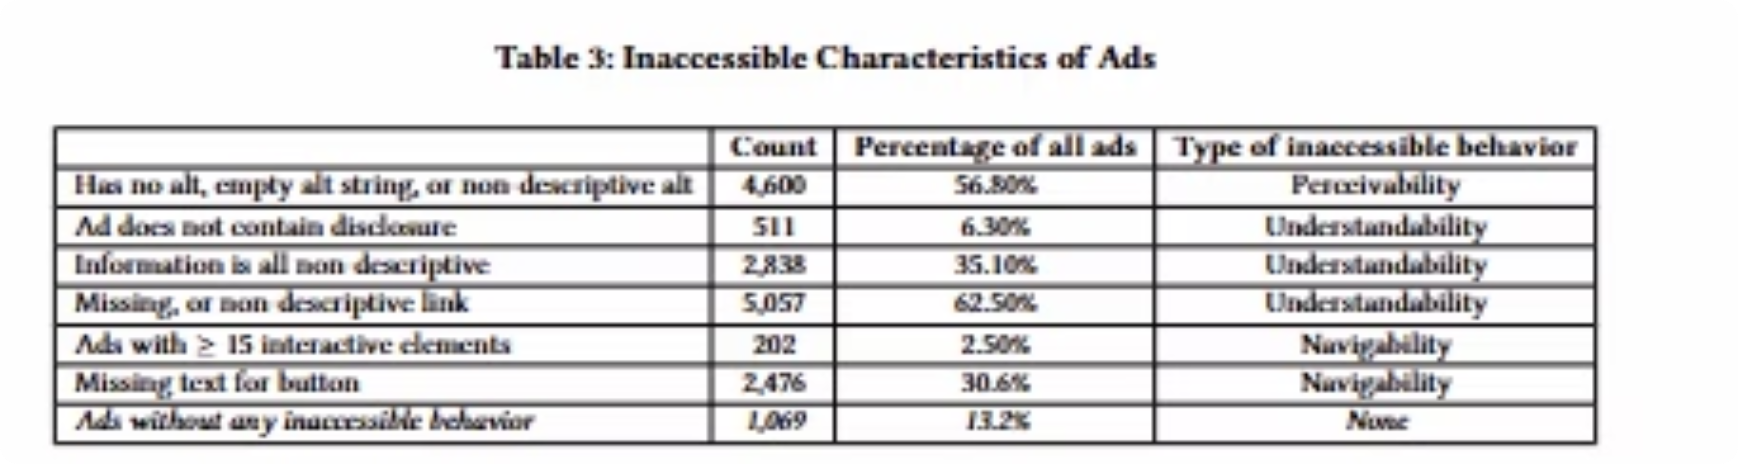 Table 3: Inaccessible Characteristics of Ads
Count Percentage of all ads Type of inaccessible behavior
Has no alt, empty alt string, or non-descriptive alt 4,600 56.80% Perceivability
Ad does not contain disclosure 511 6.30% Understandability
Information is all non-descriptive 2,838 35.10% Understandability
Missing, or non-descriptive link 5,057 62.50% Understandability
Ads with ≥ 15 interactive elements 202 2.50% Navigability
Missing text for button 2,476 30.6% Navigability
Ads without any inaccessible behavior 1,069 13.2% None